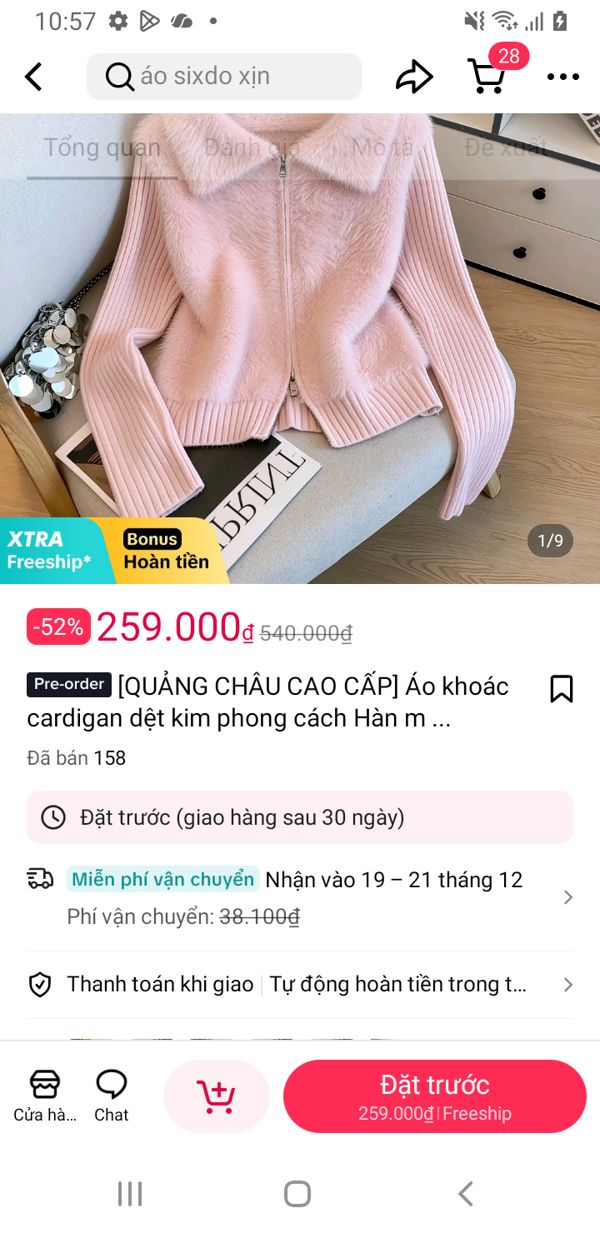 10:57
28
áo sixdo xịn
Tổng quan Đánh giá Mô tả Đề xuất
XTRA
Freeship*
Bonus
Hoàn tiền
1/9
-52% 259.000₫ 540.000₫
Pre-order [QUẢNG CHÂU CAO CẤP] Áo khoác
cardigan dệt kim phong cách Hàn m ...
Đã bán 158
Đặt trước (giao hàng sau 30 ngày)
Miễn phí vận chuyển Nhận vào 19 – 21 tháng 12
Phí vận chuyển: 38.100₫
Thanh toán khi giao | Tự động hoàn tiền trong t...
Cửa hà... Chat
Đặt trước
259.000₫ | Freeship